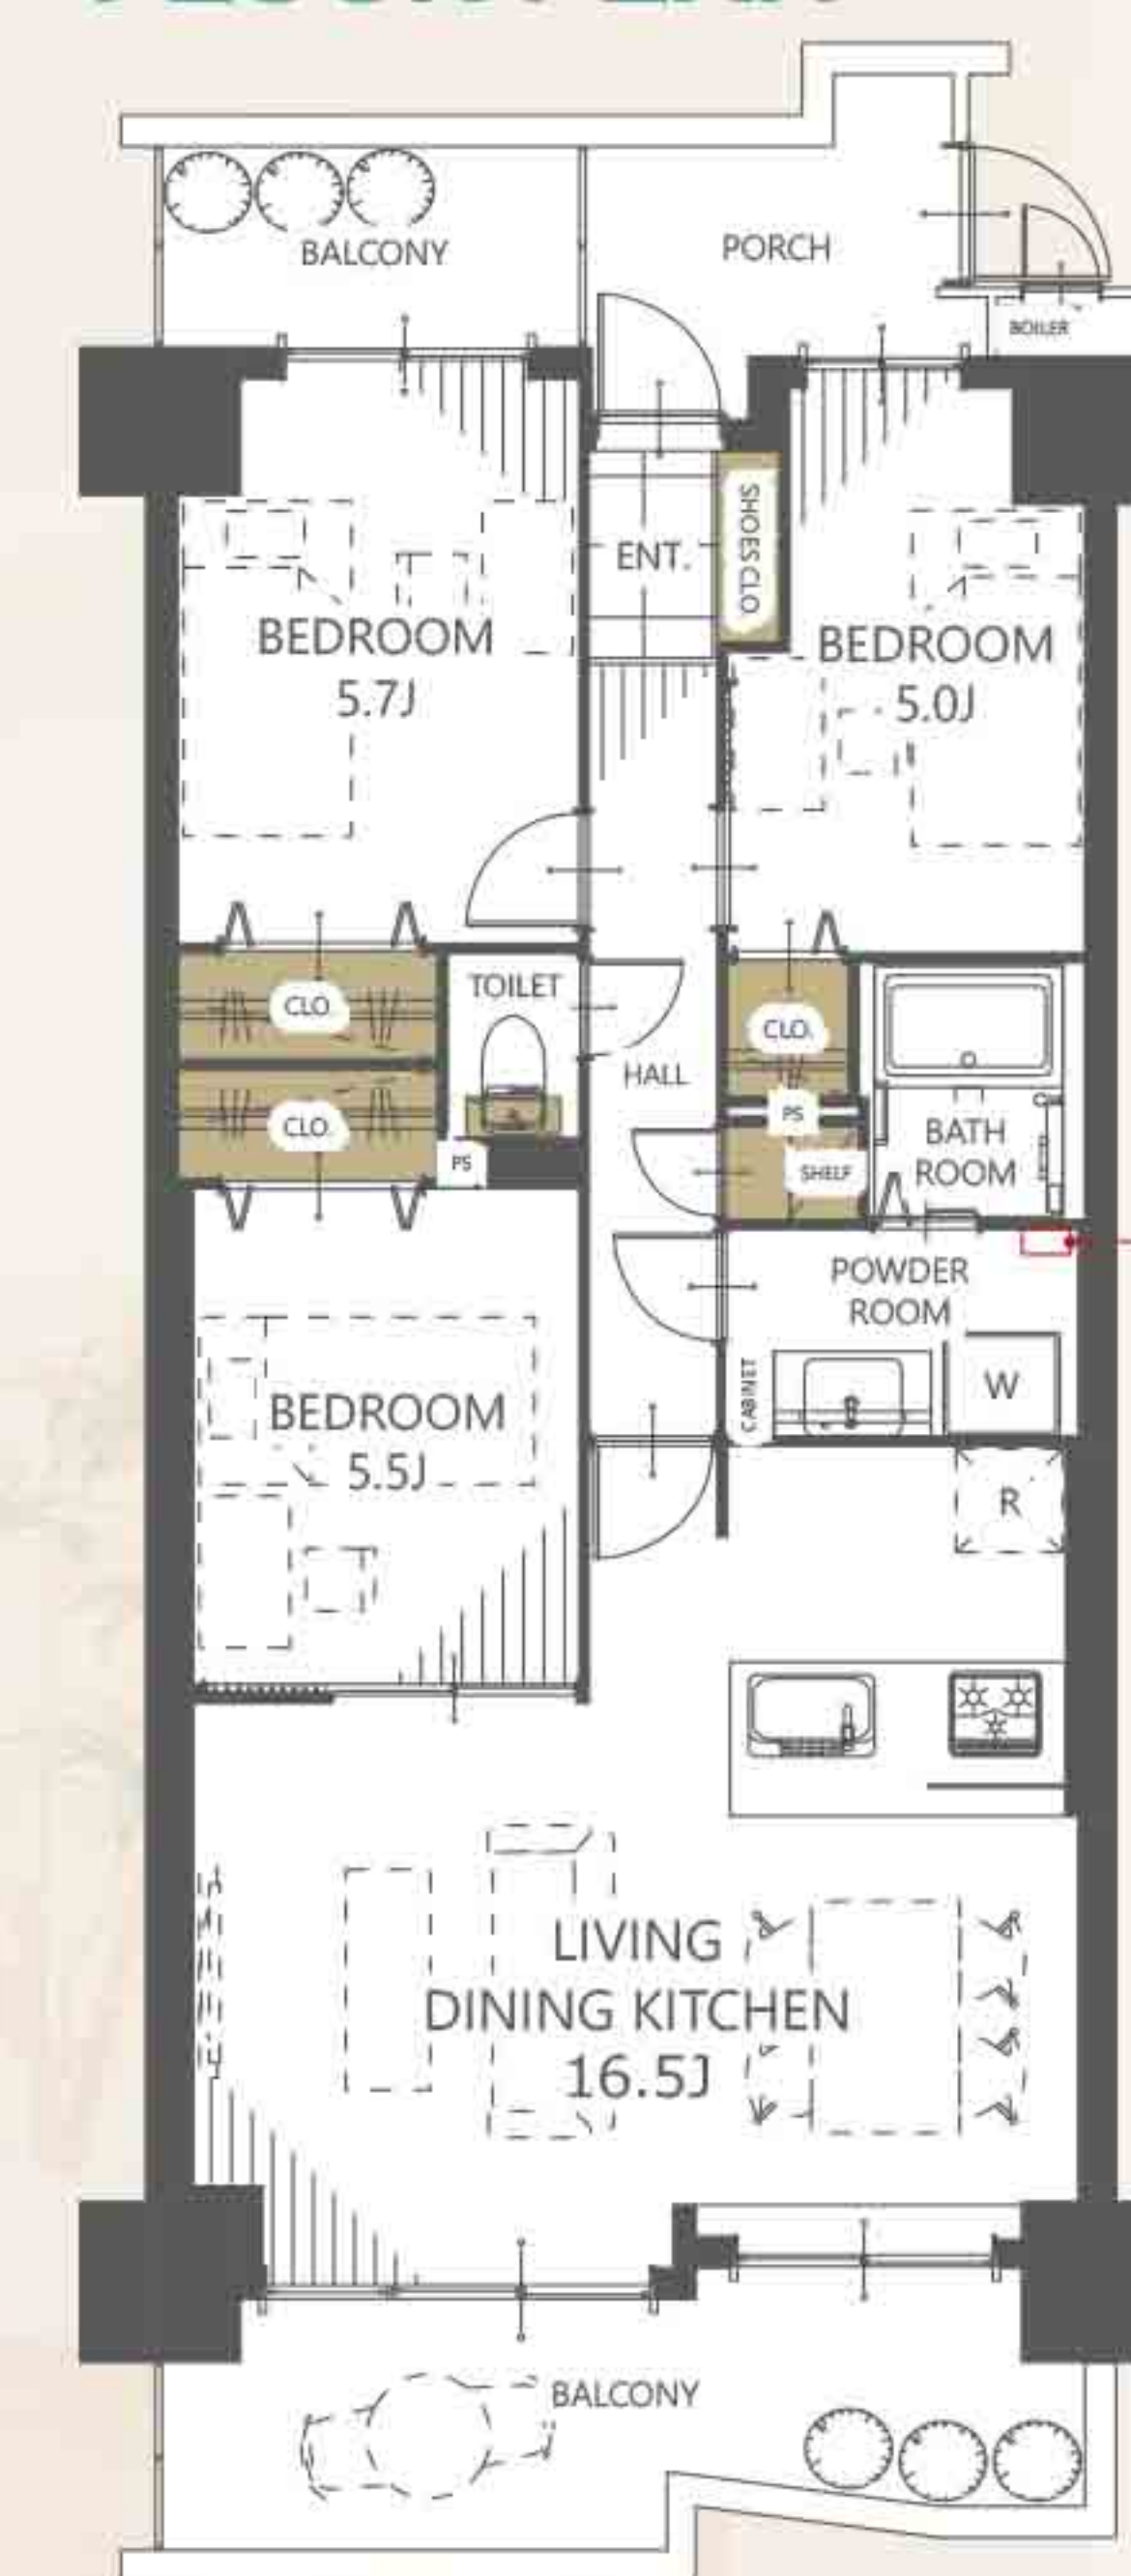 BALCONY
PORCH
BOILER
ENT.
SHOES CLO.
BEDROOM
5.7J
BEDROOM
5.0J
CLO.
TOILET
CLO.
HALL
PS
BATH
ROOM
CLO.
PS
SHELF
POWDER
ROOM
CABINET
W
BEDROOM
5.5J
R
LIVING
DINING KITCHEN
16.5J
BALCONY